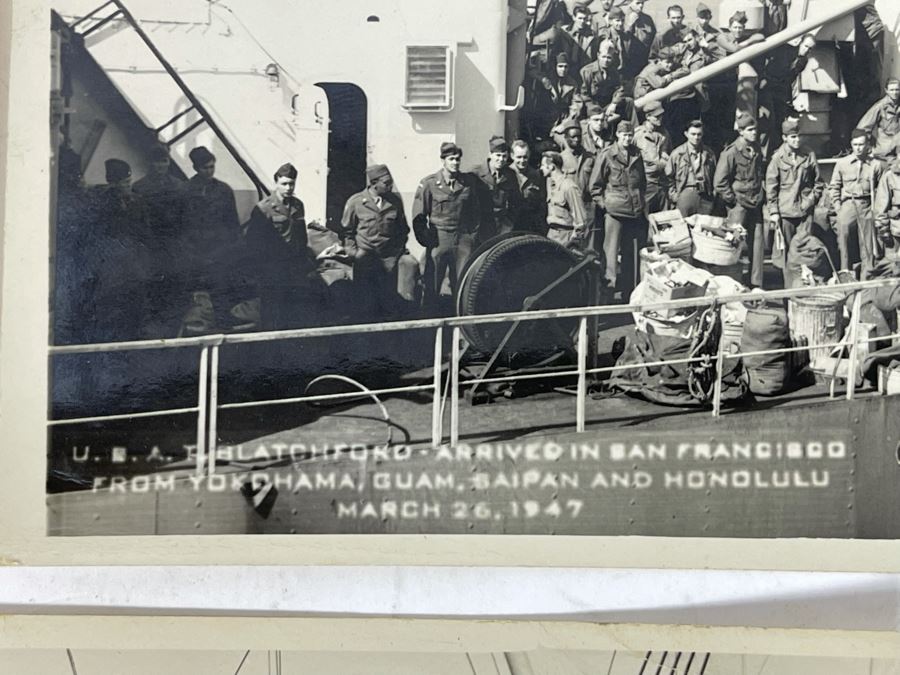 U. S. A. T. BLATCHFORD - ARRIVED IN SAN FRANCISCO
FROM YOKOHAMA, GUAM, SAIPAN AND HONOLULU
MARCH 26, 1947